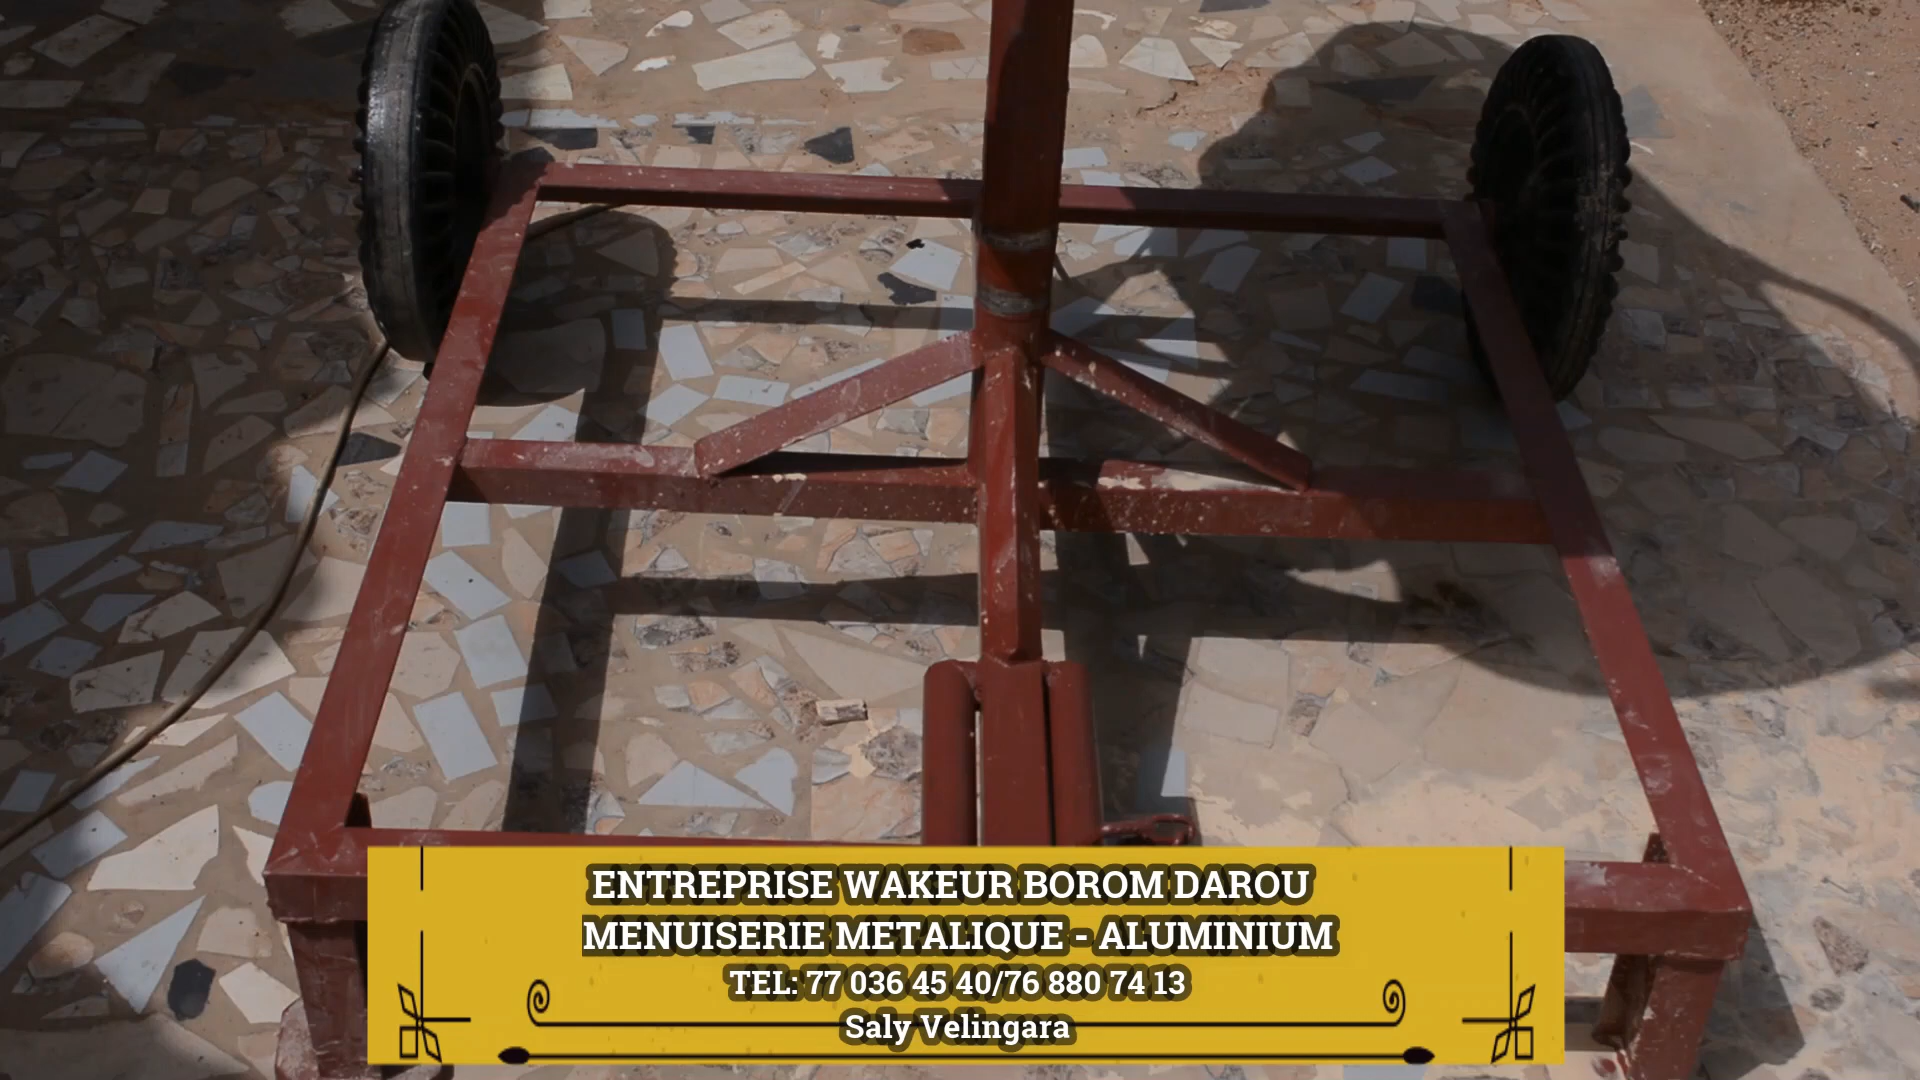 ENTREPRISE WAKEUR BOROM DAROU
MENUISERIE METALIQUE - ALUMINIUM
TEL: 77 036 45 40/76 880 74 13
Saly Velingara